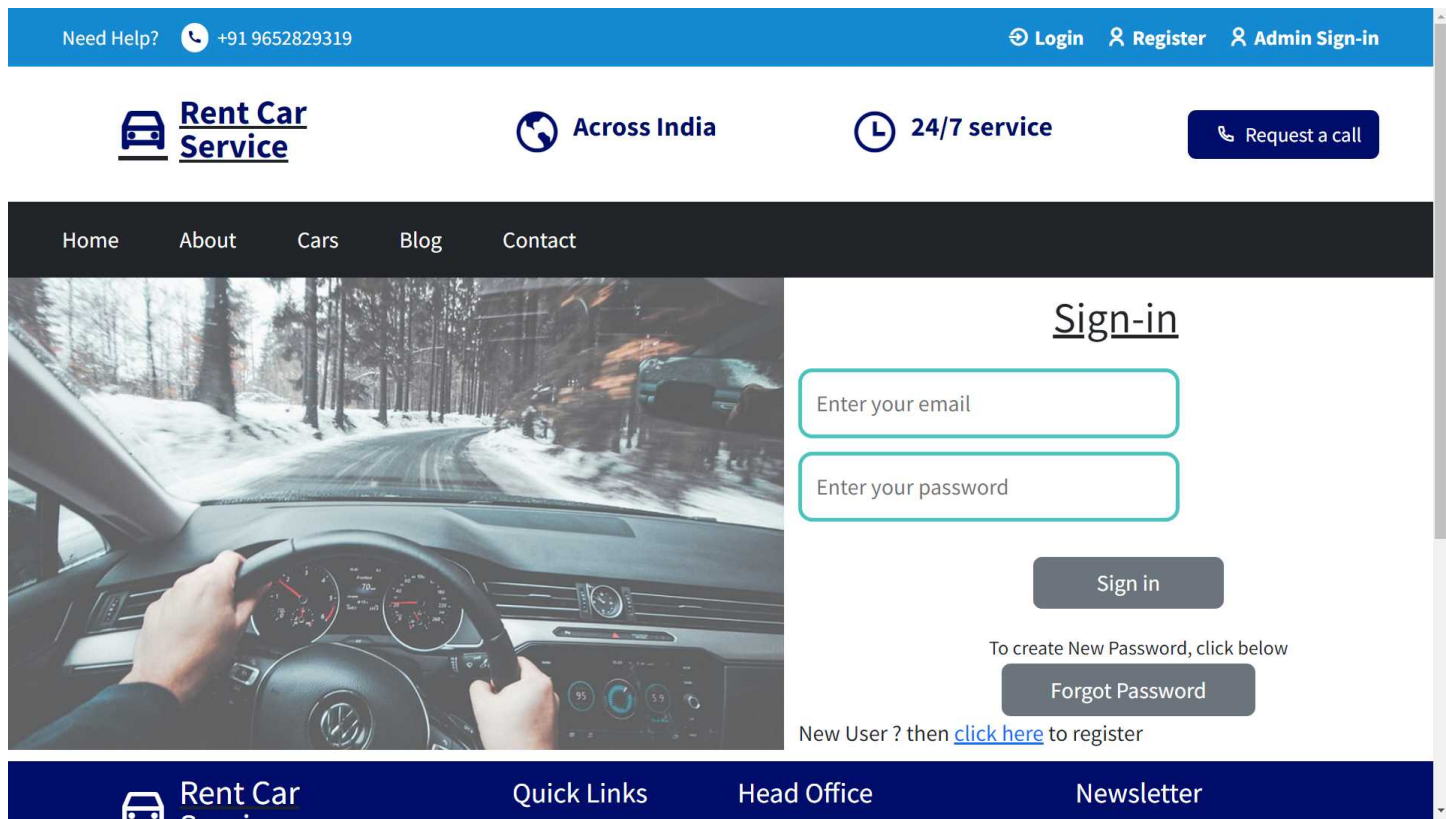 Need Help? +91 9652829319 Login Register Admin Sign-in
Rent Car
Service
Across India
24/7 service
Request a call
Home About Cars Blog Contact
Sign-in
Enter your email
Enter your password
Sign in
To create New Password, click below
Forgot Password
New User ? then click here to register
Rent Car
Quick Links
Head Office
Newsletter